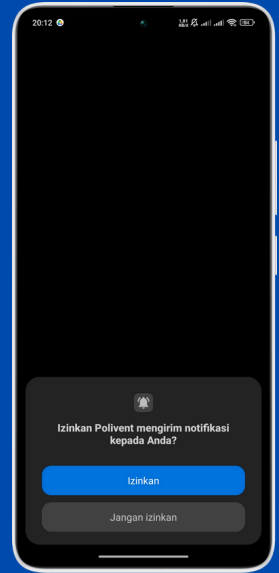 20:12
Izinkan Polivent mengirim notifikasi
kepada Anda?
Izinkan
Jangan izinkan